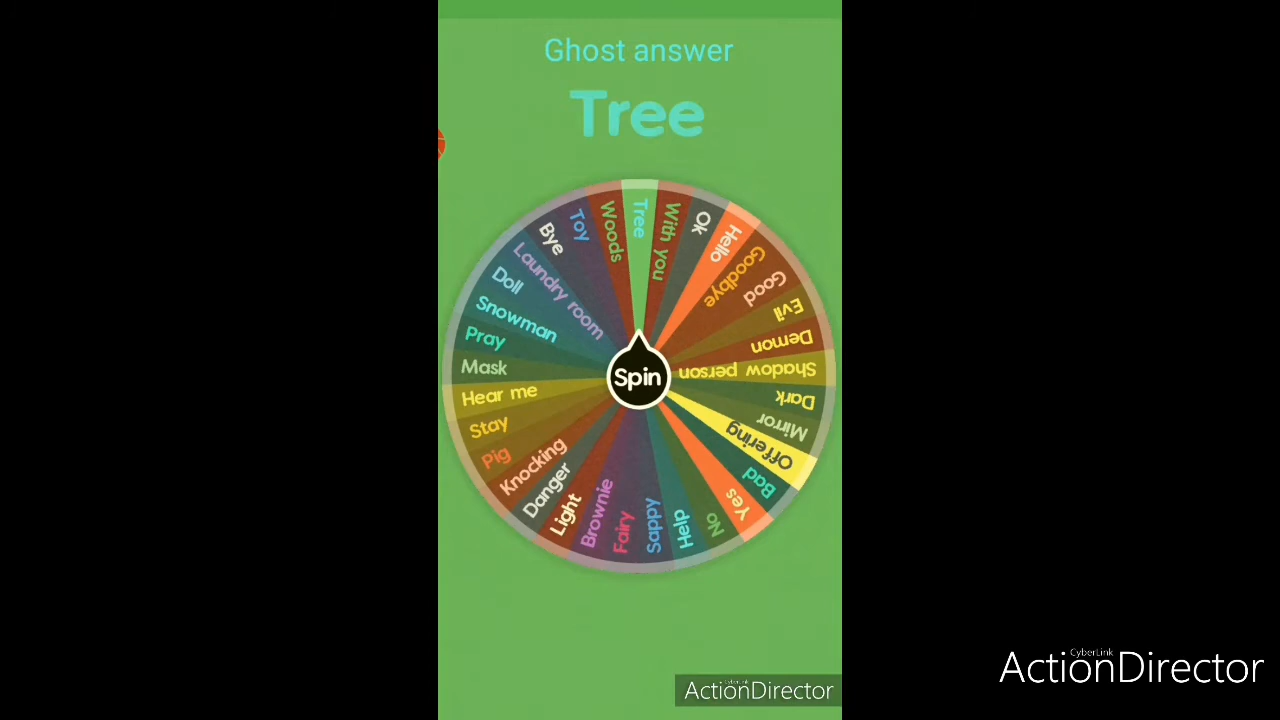 Ghost answer
Tree
Tree
With you
Ok
Hello
Goodbye
Good
Evil
Demon
Shadow person
Dark
Mirror
Offering
Bad
Yes
No
Help
Sappy
Fairy
Brownie
Light
Danger
Knocking
Pig
Stay
Hear me
Mask
Pray
Snowman
Doll
Laundry room
Bye
Toy
Woods
Spin
CyberLink
ActionDirector
CyberLink
ActionDirector